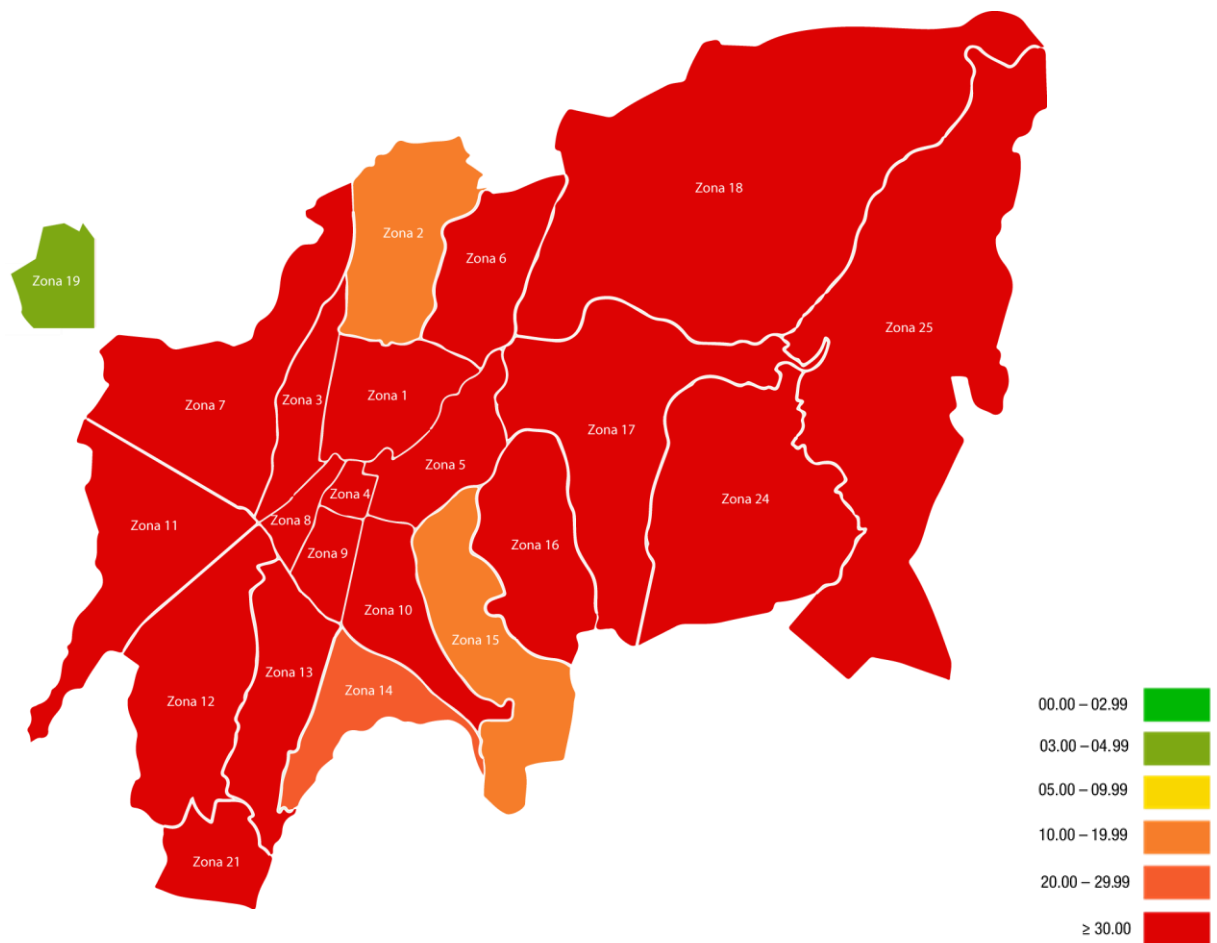 Zona 18
Zona 2
Zona 6
Zona 19
Zona 25
Zona 7
Zona 3
Zona 1
Zona 17
Zona 5
Zona 4
Zona 24
Zona 8
Zona 11
Zona 16
Zona 9
Zona 10
Zona 15
Zona 13
Zona 14
Zona 12
Zona 21
00.00 – 02.99
03.00 – 04.99
05.00 – 09.99
10.00 – 19.99
20.00 – 29.99
≥ 30.00